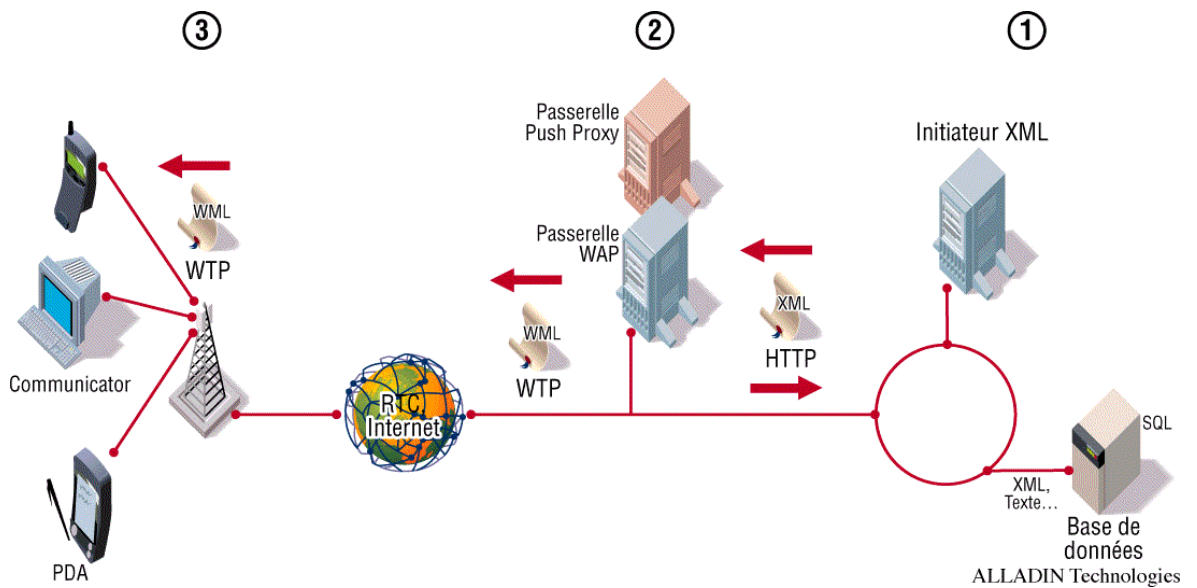 ③
②
①
Passerelle
Push Proxy
Initiateur XML
WML
WTP
Passerelle
WAP
WML
WTP
XML
HTTP
Communicator
RTC,
Internet
SQL
XML,
Texte...
Base de
données
PDA
ALLADIN Technologies